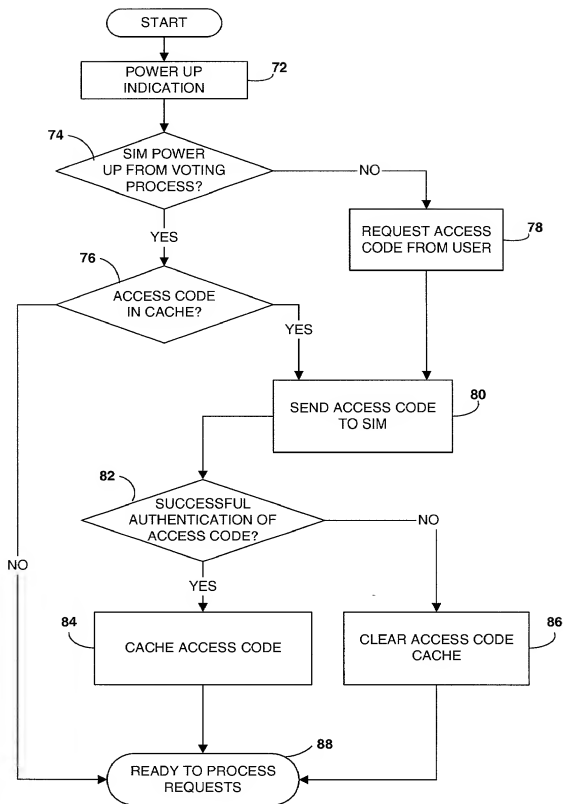 START
POWER UP
INDICATION
72
74
SIM POWER
UP FROM VOTING
PROCESS?
NO
YES
REQUEST ACCESS
CODE FROM USER
78
76
ACCESS CODE
IN CACHE?
YES
SEND ACCESS CODE
TO SIM
80
82
SUCCESSFUL
AUTHENTICATION OF
ACCESS CODE?
NO
NO
YES
84
CACHE ACCESS CODE
CLEAR ACCESS CODE
CACHE
86
88
READY TO PROCESS
REQUESTS